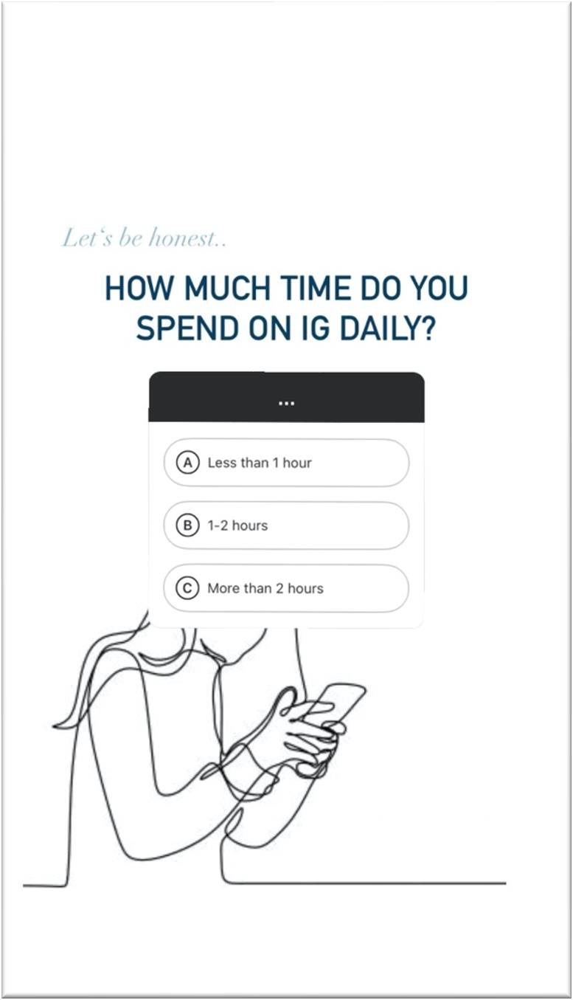 Let‘s be honest..
HOW MUCH TIME DO YOU
SPEND ON IG DAILY?
...
A Less than 1 hour
B 1-2 hours
C More than 2 hours